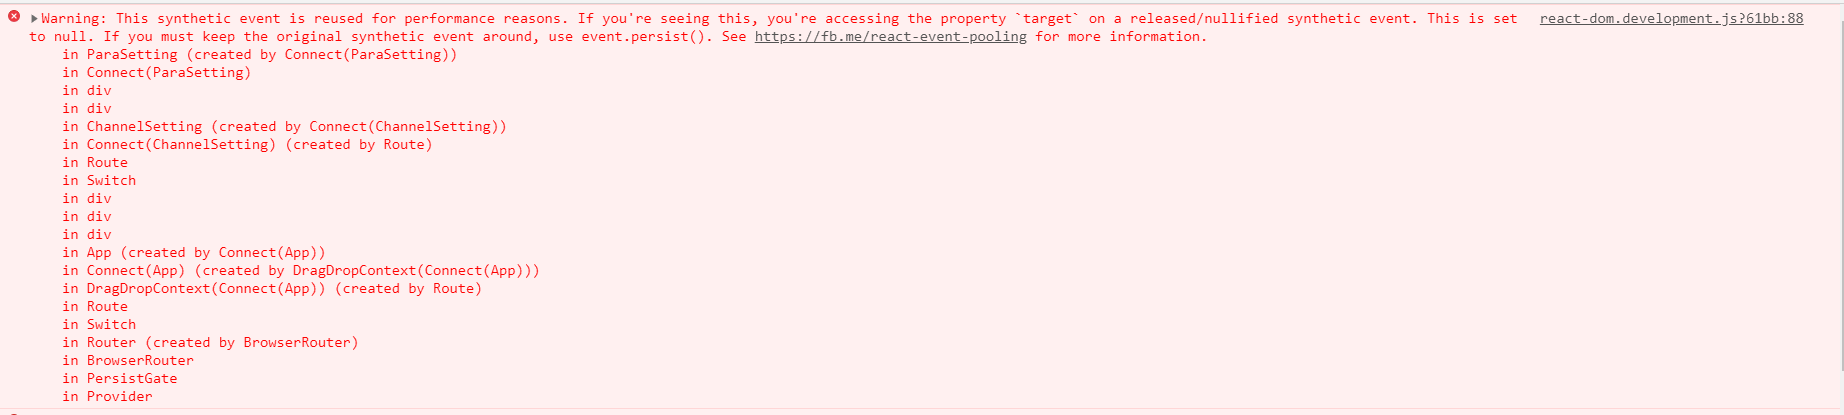 Warning: This synthetic event is reused for performance reasons. If you're seeing this, you're accessing the property `target` on a released/nullified synthetic event. This is set react-dom.development.js?61bb:88
to null. If you must keep the original synthetic event around, use event.persist(). See https://fb.me/react-event-pooling for more information.
in ParaSetting (created by Connect(ParaSetting))
in Connect(ParaSetting)
in div
in div
in ChannelSetting (created by Connect(ChannelSetting))
in Connect(ChannelSetting) (created by Route)
in Route
in Switch
in div
in div
in div
in App (created by Connect(App))
in Connect(App) (created by DragDropContext(Connect(App)))
in DragDropContext(Connect(App)) (created by Route)
in Route
in Switch
in Router (created by BrowserRouter)
in BrowserRouter
in PersistGate
in Provider